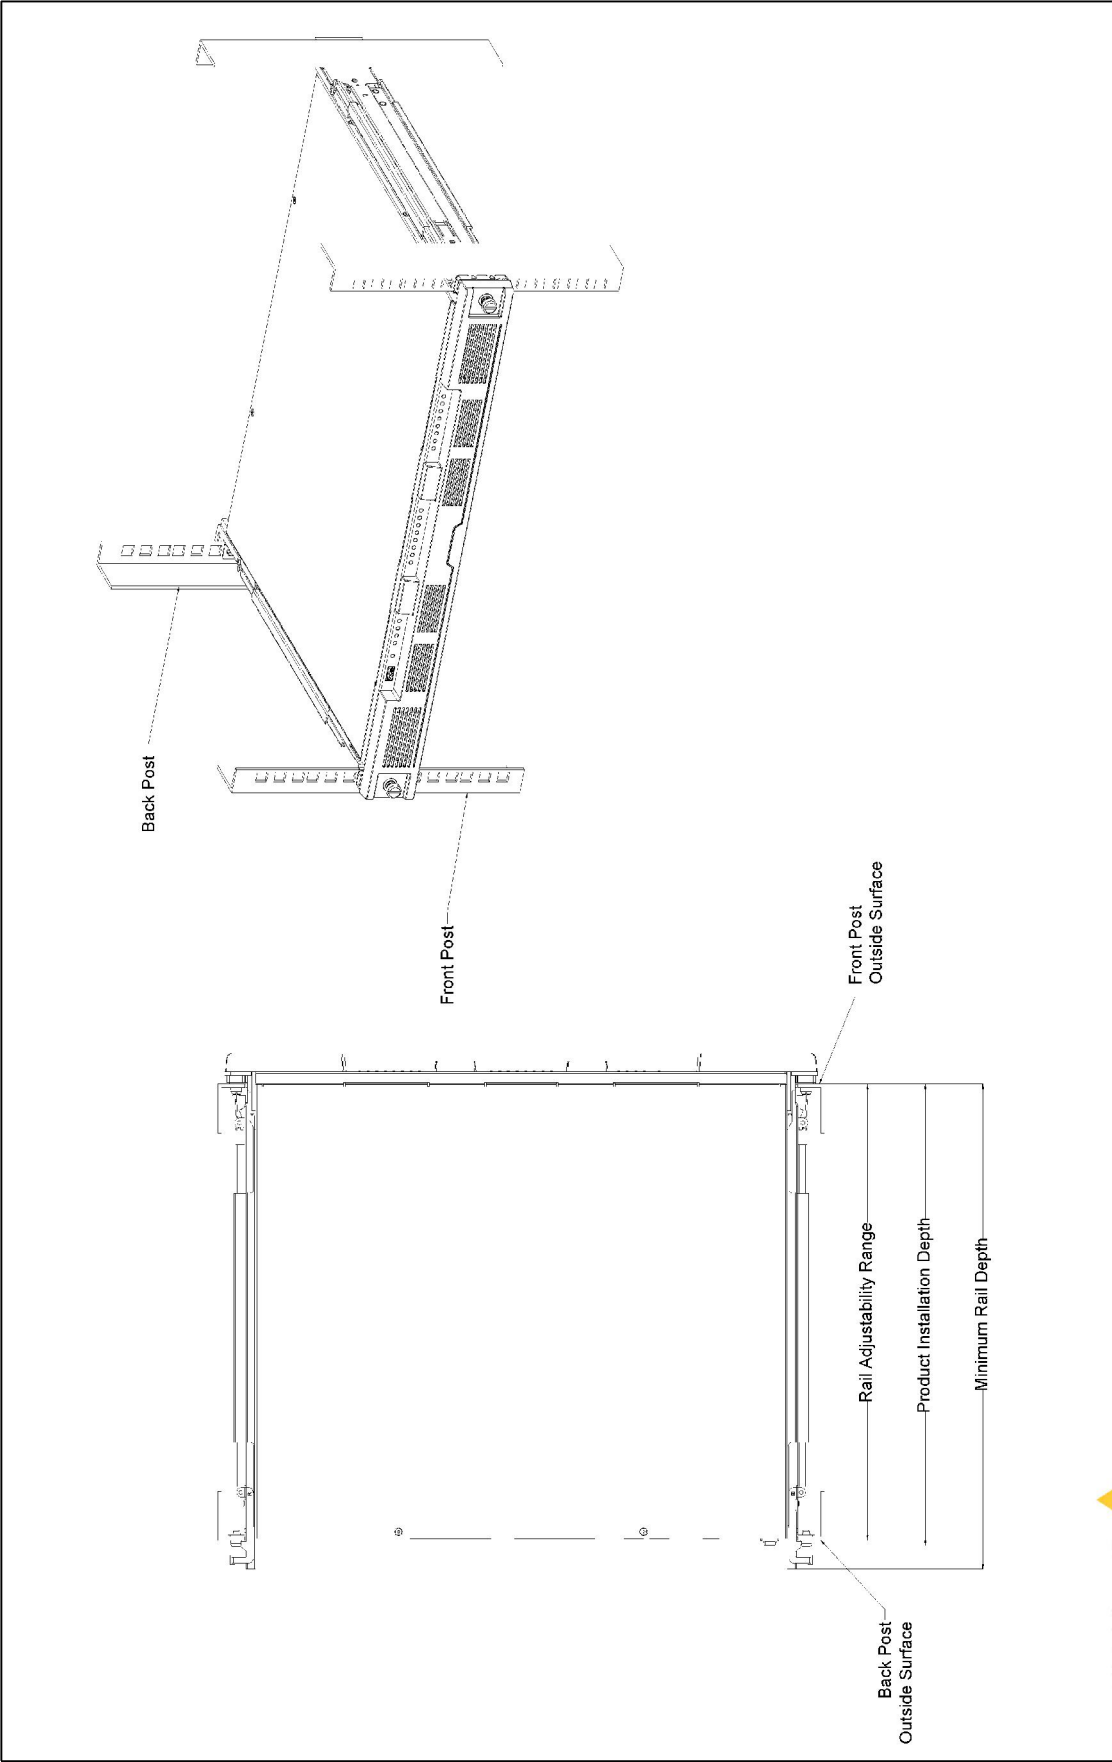 Back Post
Front Post
Front Post
Outside Surface
Rail Adjustability Range
Product Installation Depth
Minimum Rail Depth
Back Post
Outside Surface